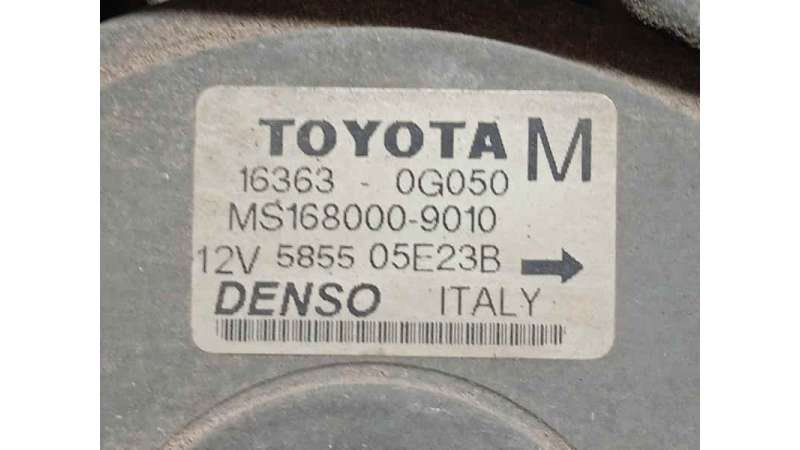 TOYOTA M
16363 - 0G050
MS168000-9010
12V 5855 05E23B
DENSO ITALY